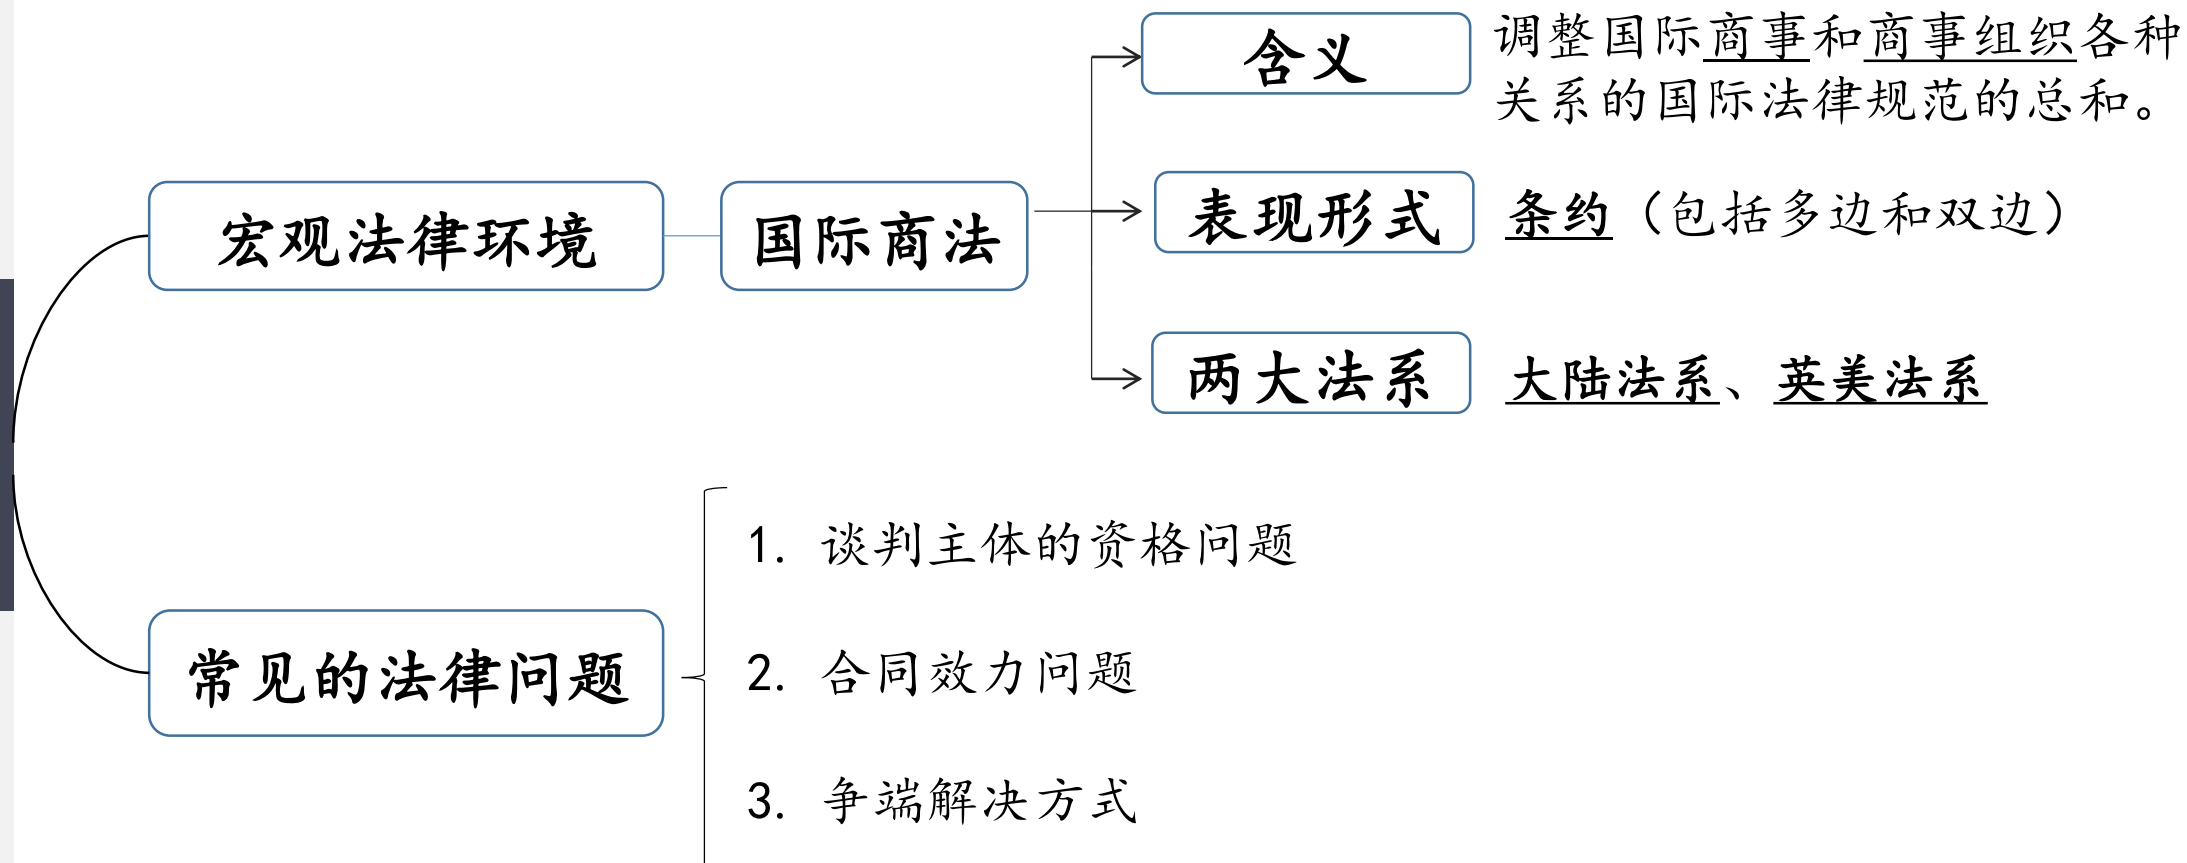 含义
调整国际商事和商事组织各种
关系的国际法律规范的总和。
宏观法律环境
国际商法
表现形式
条约（包括多边和双边）
两大法系
大陆法系、英美法系
1. 谈判主体的资格问题
常见的法律问题
2. 合同效力问题
3. 争端解决方式